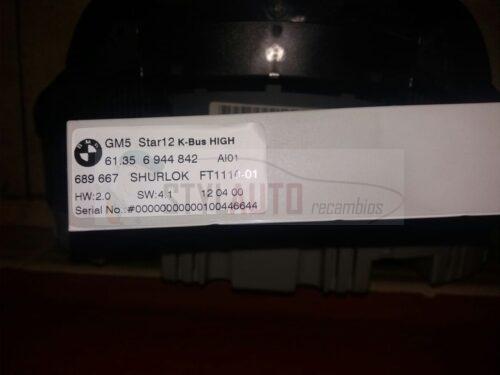 BMW
GM5 Star12 K-Bus HIGH
61.35 6 944 842 AI01
689 667 SHURLOK FT1110-01
HW:2.0 SW:4.1 12 04 00
Serial No.:#00000000000100446644
STYLAUTO
recambios